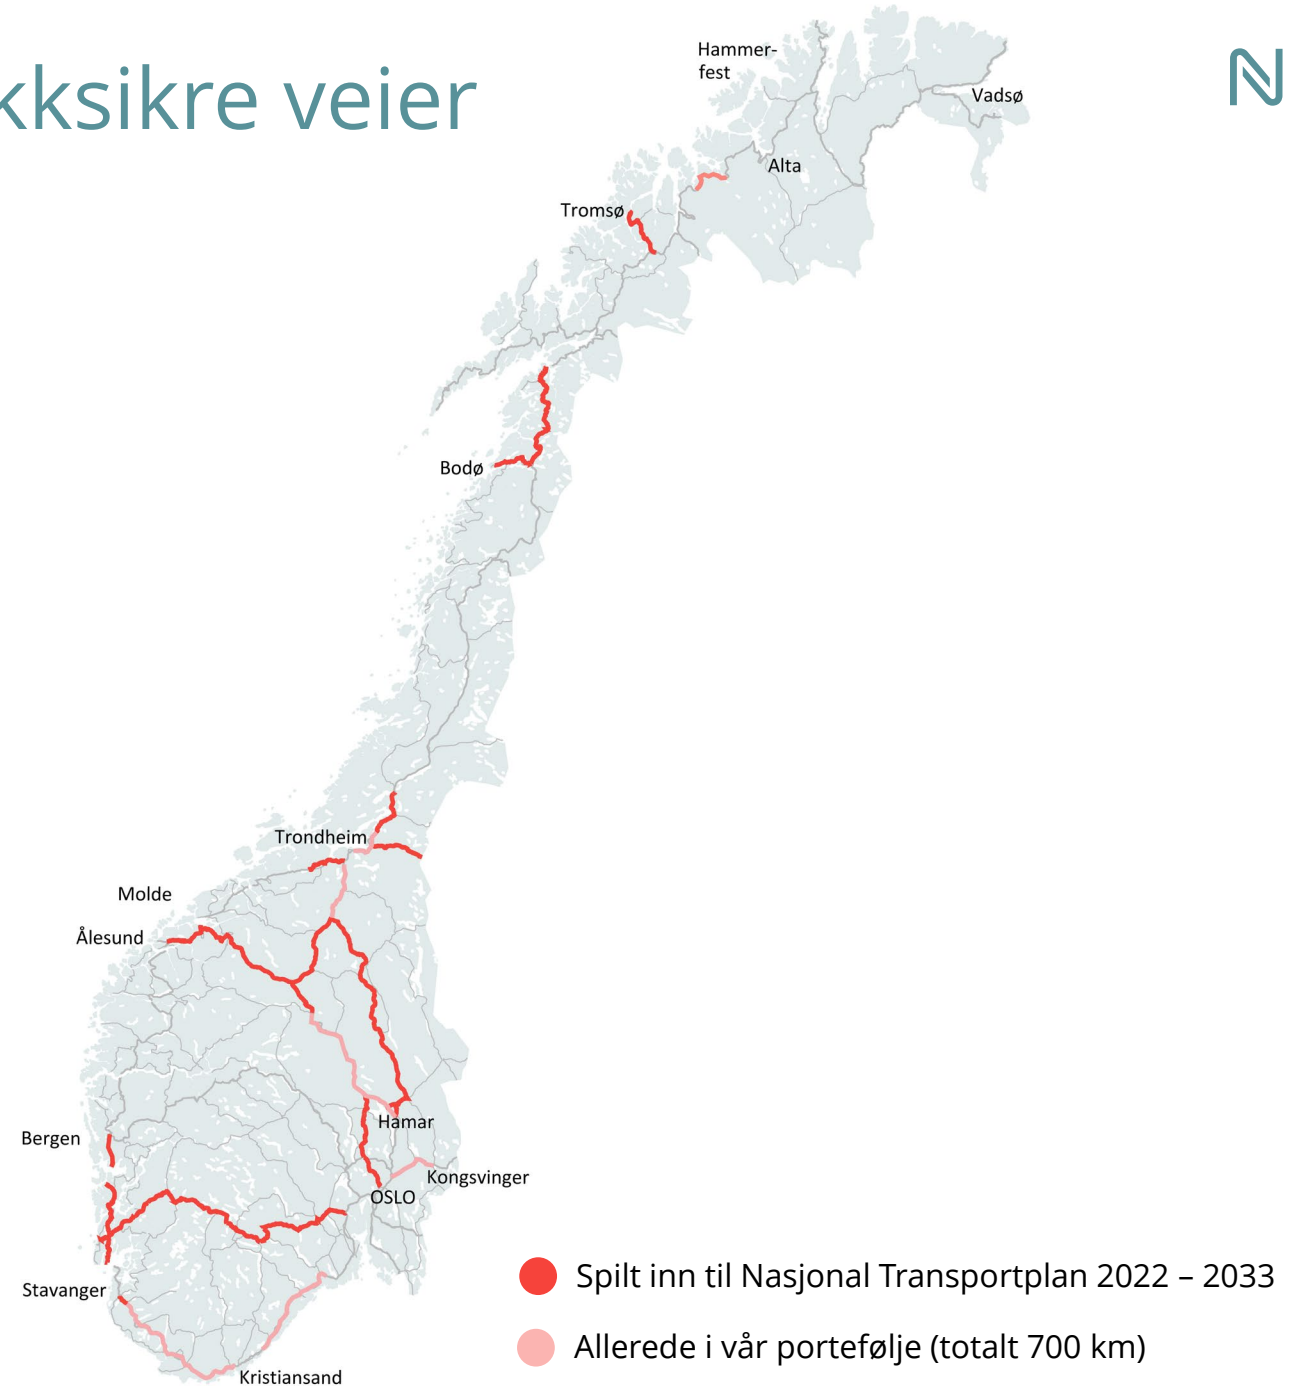 kksikre veier
Hammer-
fest
Vadsø
Alta
Tromsø
Bodø
Trondheim
Molde
Ålesund
Hamar
Bergen
Kongsvinger
OSLO
Stavanger
Kristiansand
Spilt inn til Nasjonal Transportplan 2022 – 2033
Allerede i vår portefølje (totalt 700 km)